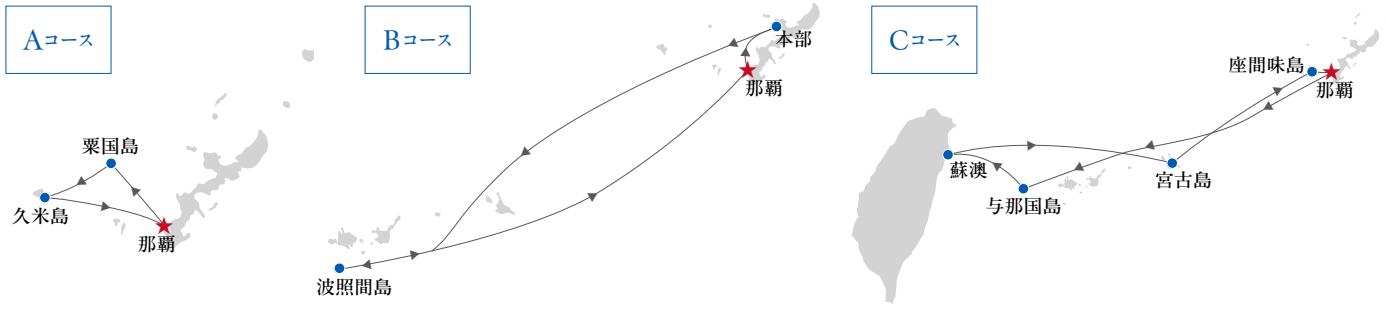 Aコース
粟国島
久米島
那覇
Bコース
本部
那覇
波照間島
Cコース
座間味島
那覇
蘇澳
与那国島
宮古島